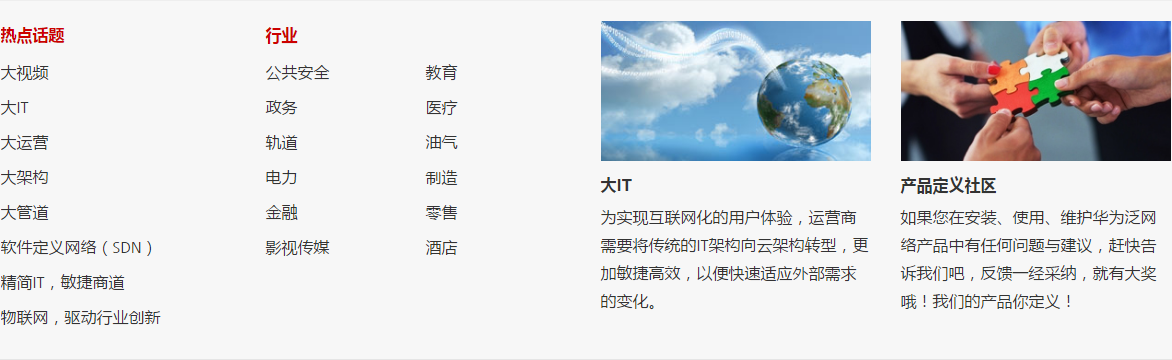 热点话题
大视频
大IT
大运营
大架构
大管道
软件定义网络（SDN）
精简IT，敏捷商道
物联网，驱动行业创新
行业
公共安全
政务
轨道
电力
金融
影视传媒
教育
医疗
油气
制造
零售
酒店
大IT
为实现互联网化的用户体验，运营商
需要将传统的IT架构向云架构转型，更
加敏捷高效，以便快速适应外部需求
的变化。
产品定义社区
如果您在安装、使用、维护华为泛网
络产品中有任何问题与建议，赶快告
诉我们吧，反馈一经采纳，就有大奖
哦！我们的产品你定义！